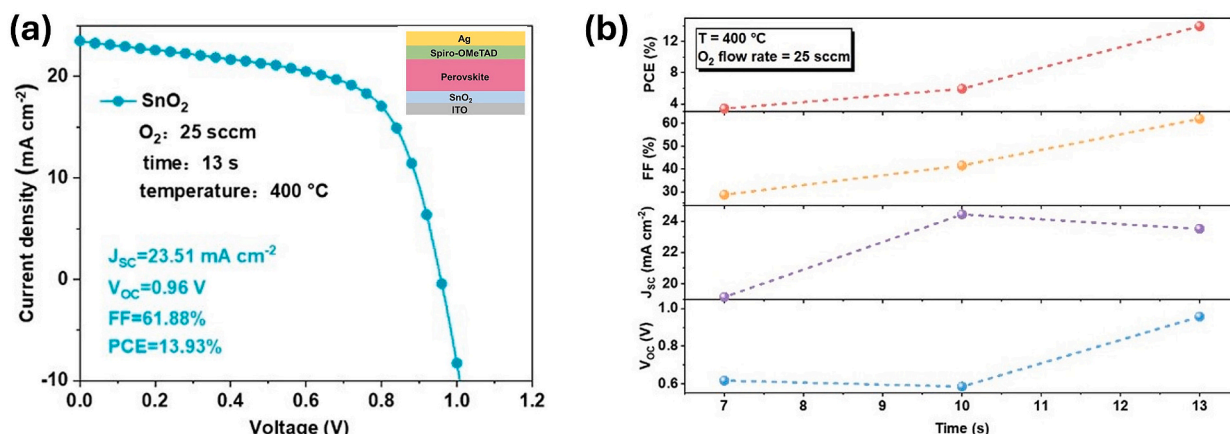 (a)
Current density (mA cm⁻²)
20
10
0
-10
0.0 0.2 0.4 0.6 0.8 1.0 1.2
Voltage (V)
SnO₂
O₂: 25 sccm
time: 13 s
temperature: 400 °C
J_SC=23.51 mA cm⁻²
V_OC=0.96 V
FF=61.88%
PCE=13.93%
Ag
Spiro-OMeTAD
Perovskite
SnO₂
ITO
(b)
T = 400 °C
O₂ flow rate = 25 sccm
PCE (%)
12
8
4
FF (%)
60
50
40
30
J_SC (mA cm⁻²)
24
22
20
V_OC (V)
1.0
0.8
0.6
7 8 9 10 11 12 13
Time (s)